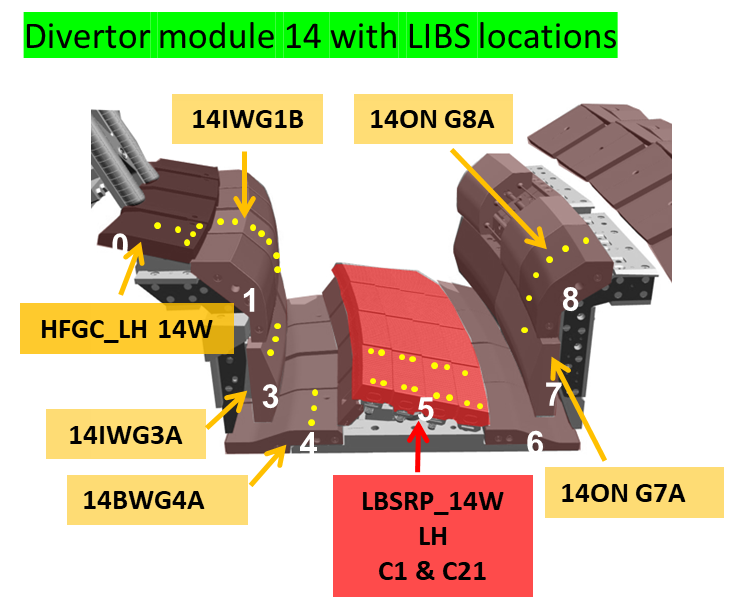 Divertor module 14 with LIBS locations
14IWG1B
14ON G8A
0
1
8
HFGC_LH 14W
3
7
5
14IWG3A
4
6
14BWG4A
LBSRP_14W
LH
C1 & C21
14ON G7A